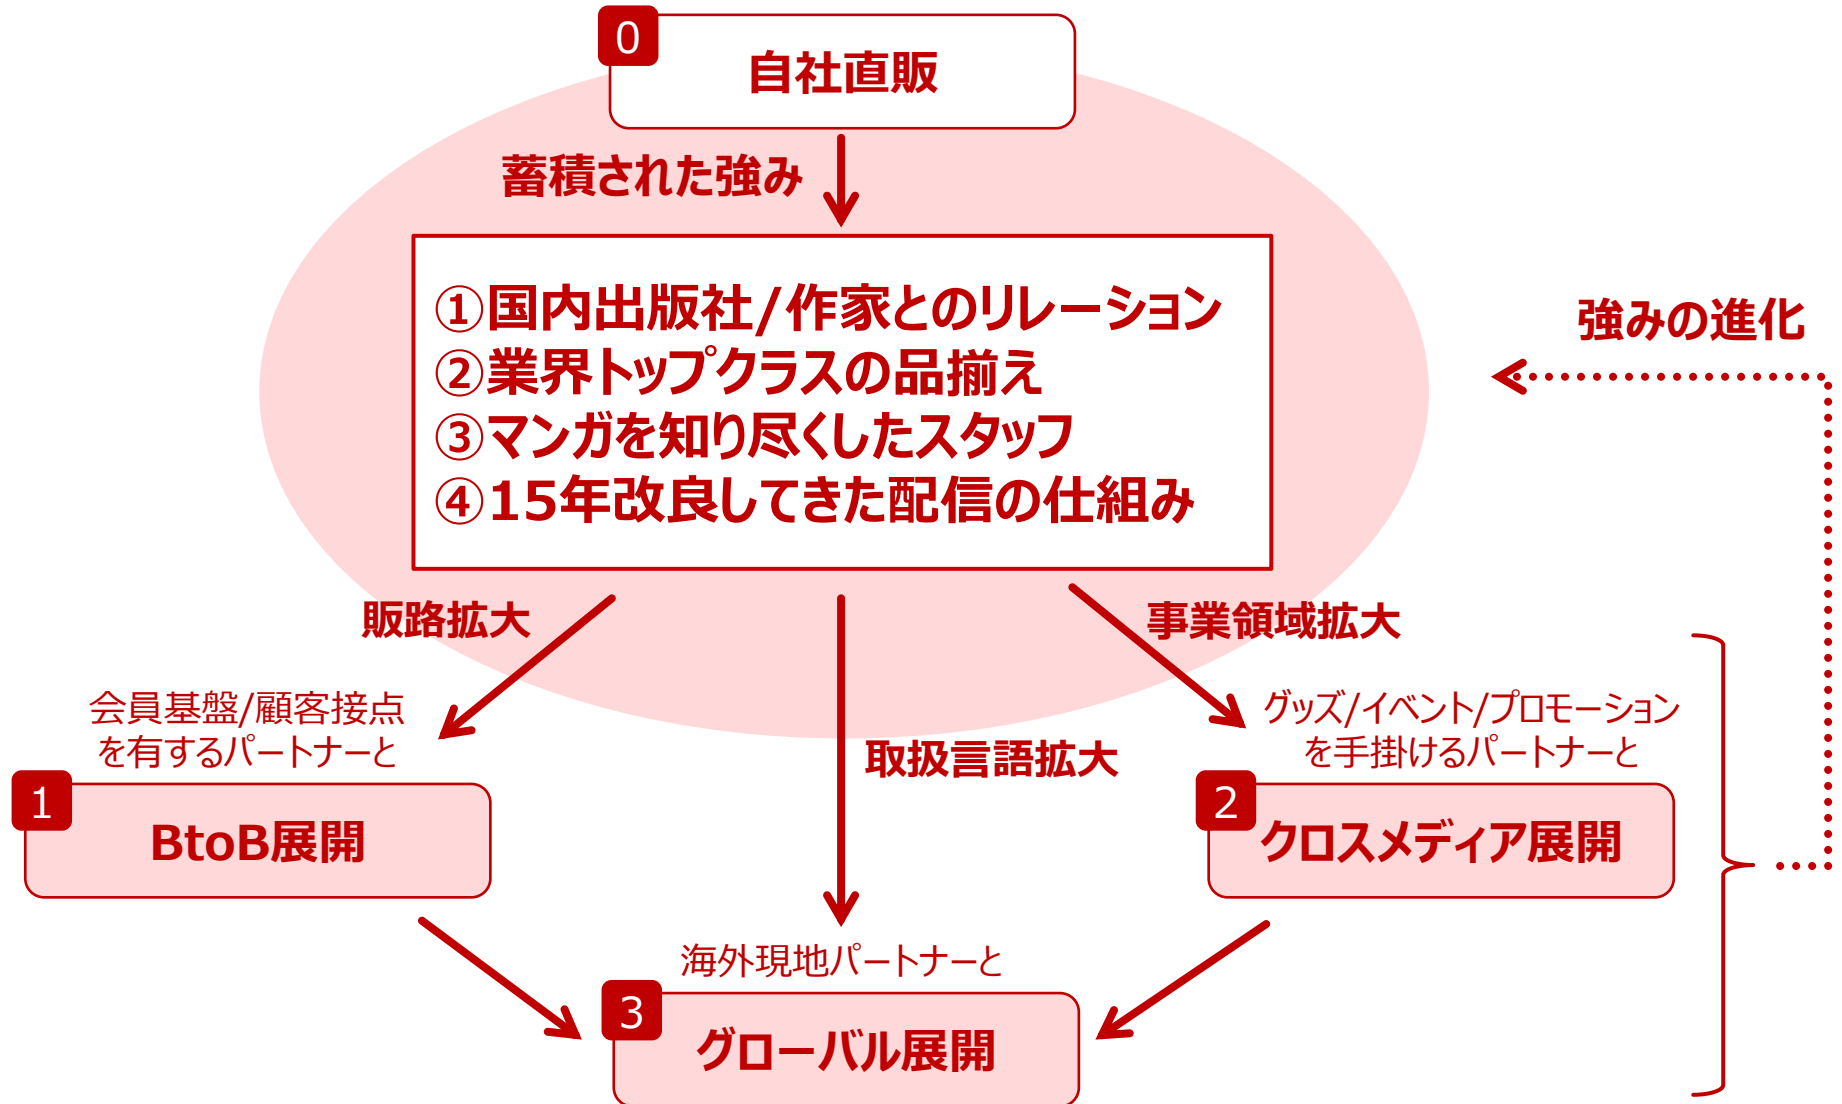 0
自社直販
蓄積された強み
①国内出版社/作家とのリレーション
②業界トップクラスの品揃え
③マンガを知り尽くしたスタッフ
④15年改良してきた配信の仕組み
強みの進化
販路拡大
事業領域拡大
会員基盤/顧客接点
を有するパートナーと
グッズ/イベント/プロモーション
を手掛けるパートナーと
取扱言語拡大
1
BtoB展開
2
クロスメディア展開
海外現地パートナーと
3
グローバル展開